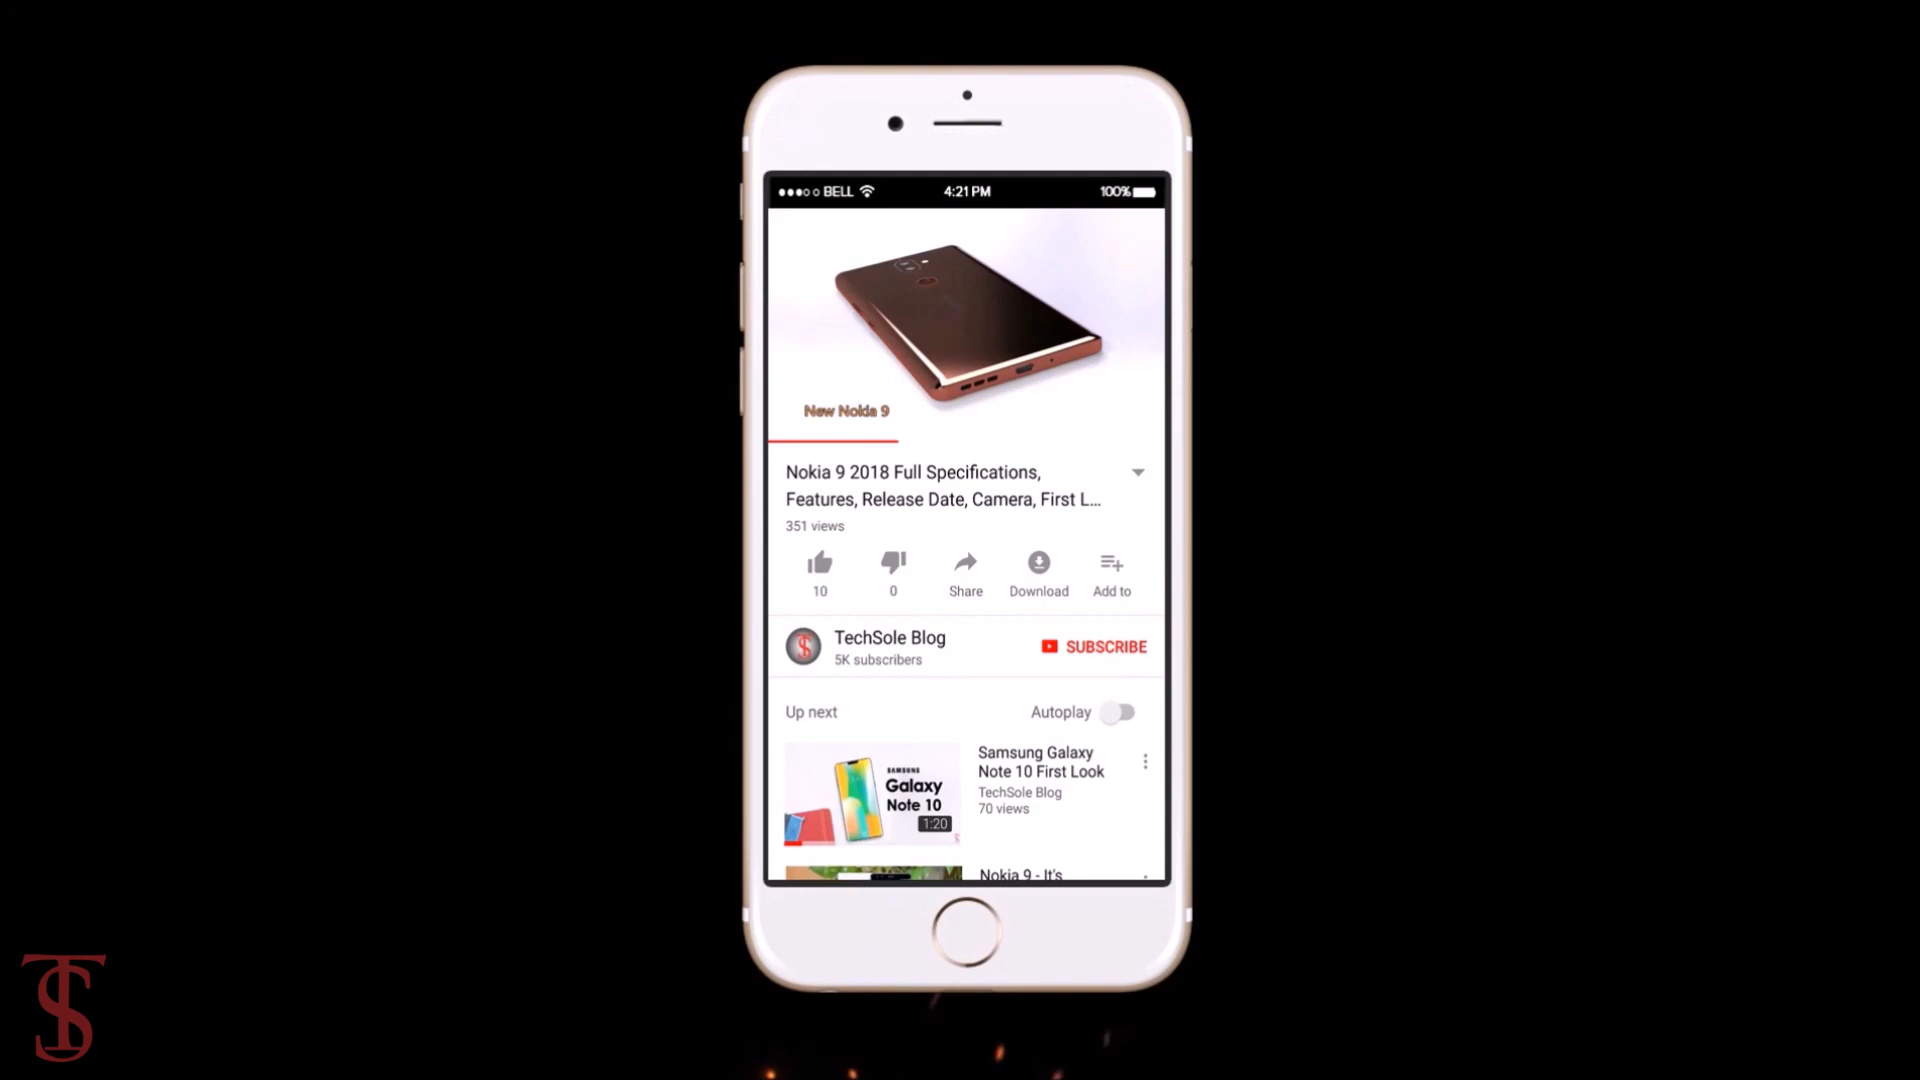 BELL
4:21 PM
100%
New Nokia 9
Nokia 9 2018 Full Specifications,
Features, Release Date, Camera, First L...
351 views
10
0
Share
Download
Add to
TechSole Blog
5K subscribers
SUBSCRIBE
Up next
Autoplay
SAMSUNG
Galaxy
Note 10
1:20
Samsung Galaxy
Note 10 First Look
TechSole Blog
70 views
Nokia 9 - It's
TS